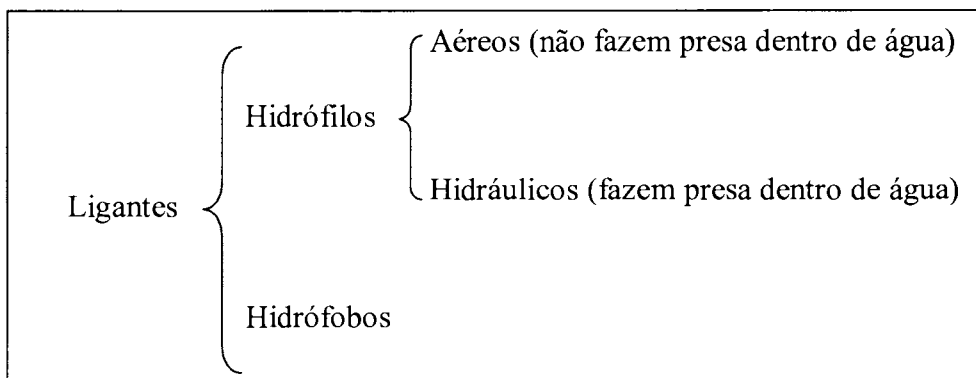 Aéreos (não fazem presa dentro de água)
Hidrófilos
Hidráulicos (fazem presa dentro de água)
Ligantes
Hidrófobos